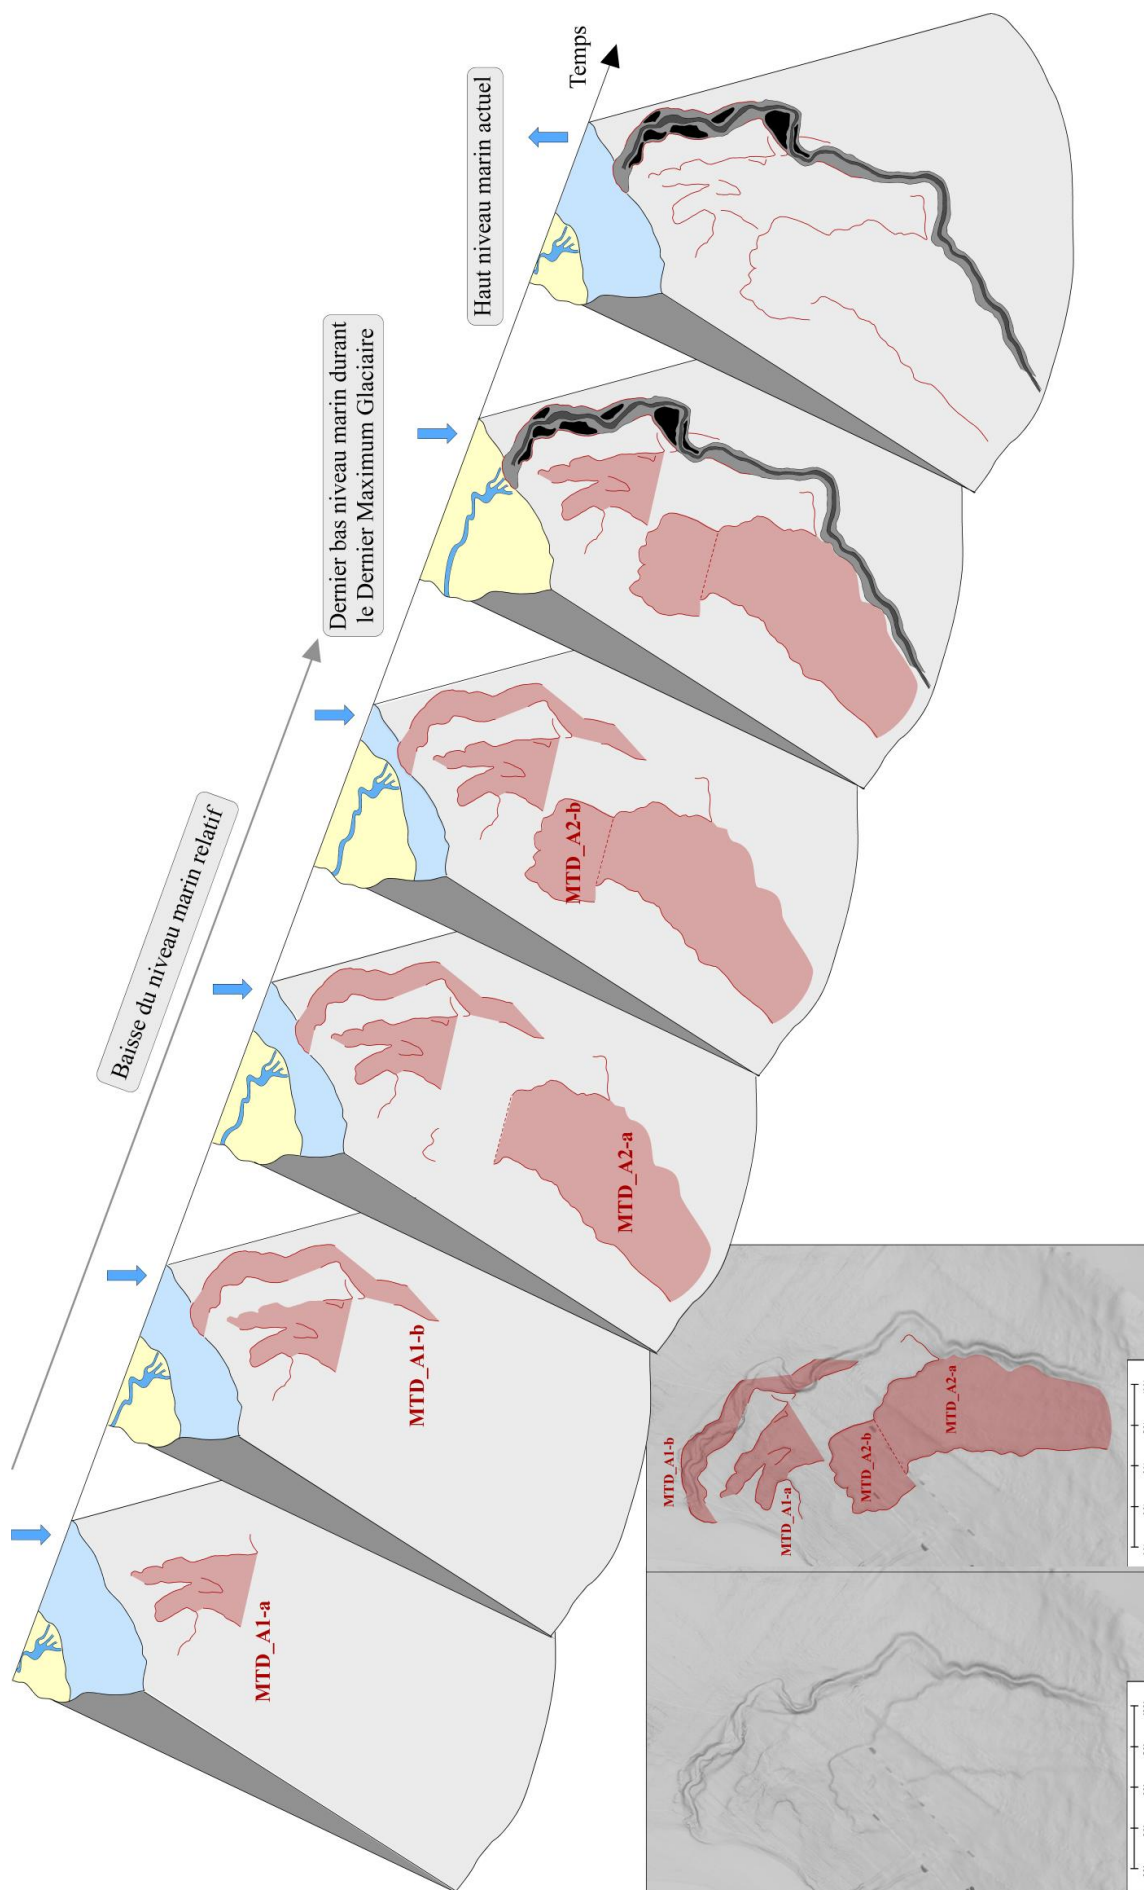 Temps
Haut niveau marin actuel
Dernier bas niveau marin durant
le Dernier Maximum Glaciaire
Baisse du niveau marin relatif
MTD_A2-b
MTD_A2-a
MTD_A1-b
MTD_A1-a
MTD_A1-b
MTD_A1-a
MTD_A2-b
MTD_A2-a